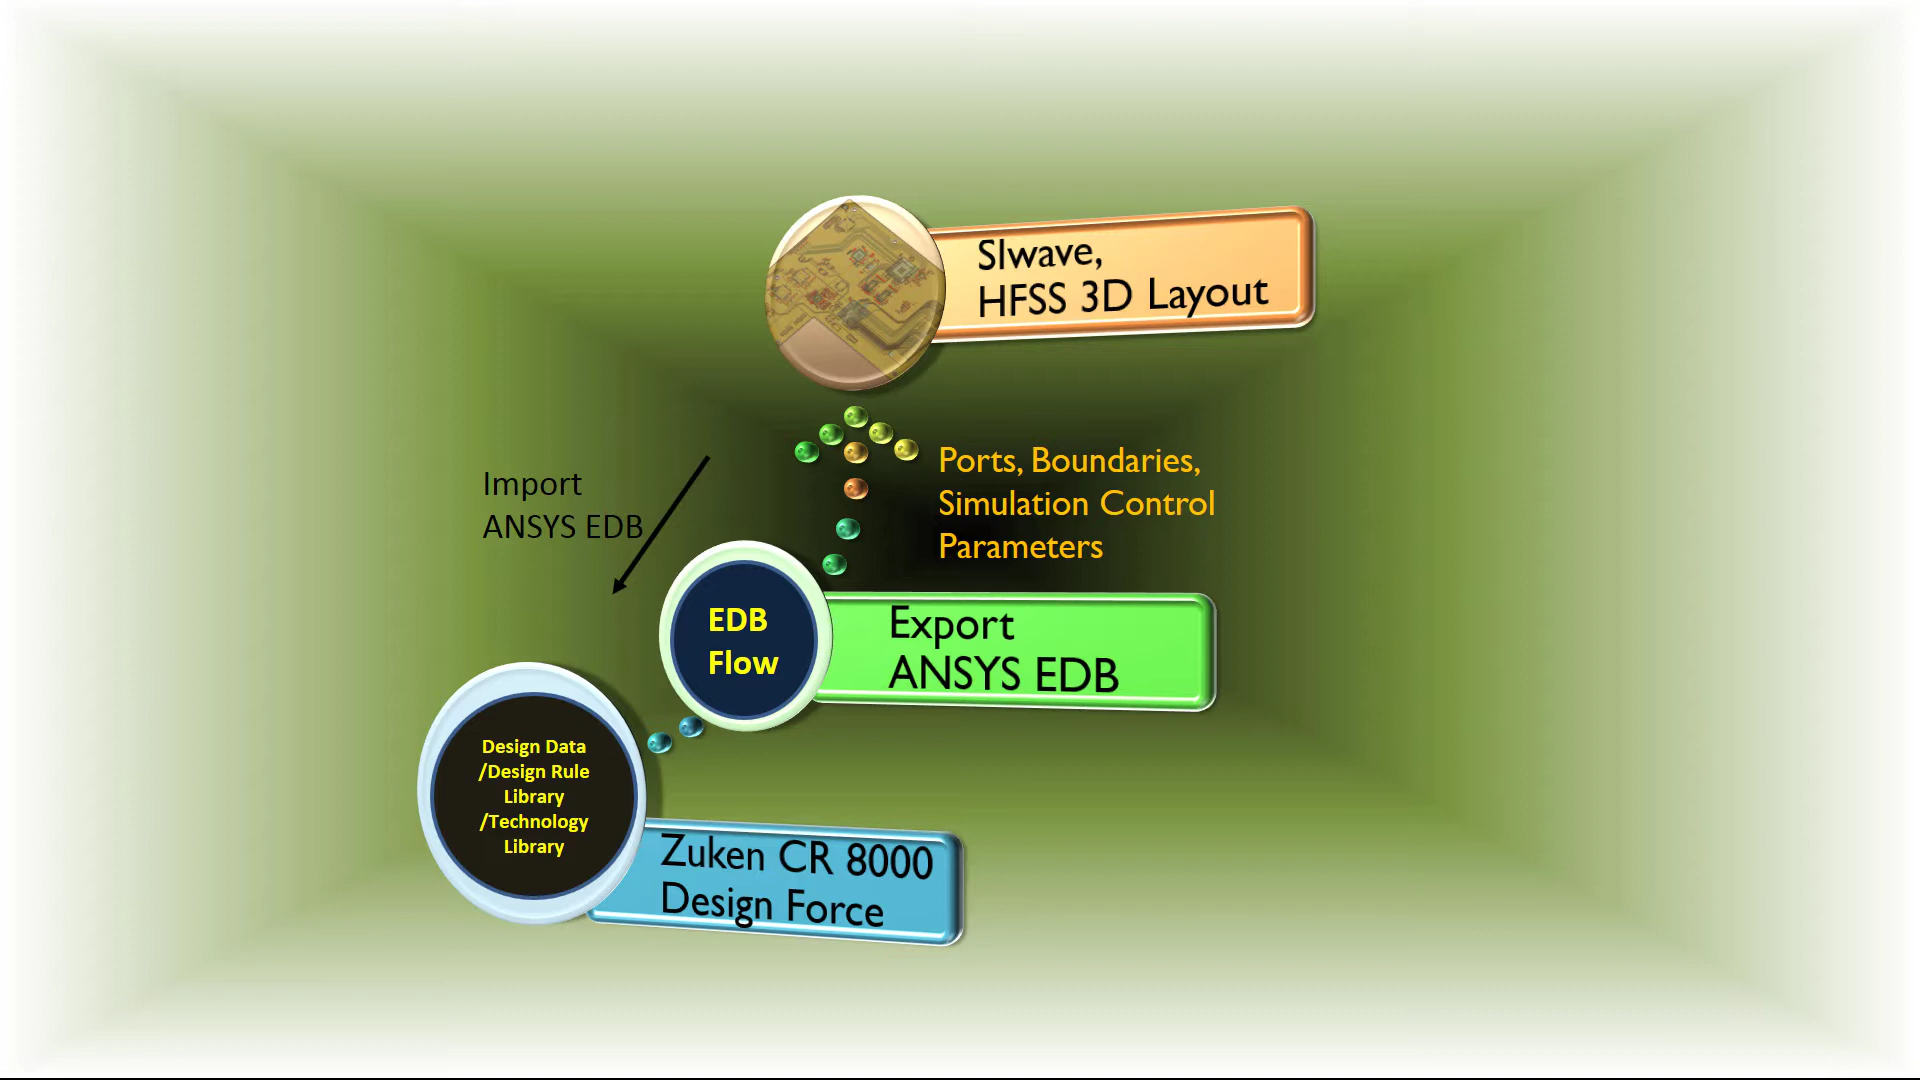 SIwave,
HFSS 3D Layout
Ports, Boundaries,
Simulation Control
Parameters
Import
ANSYS EDB
EDB
Flow
Export
ANSYS EDB
Design Data
/Design Rule
Library
/Technology
Library
Zuken CR 8000
Design Force